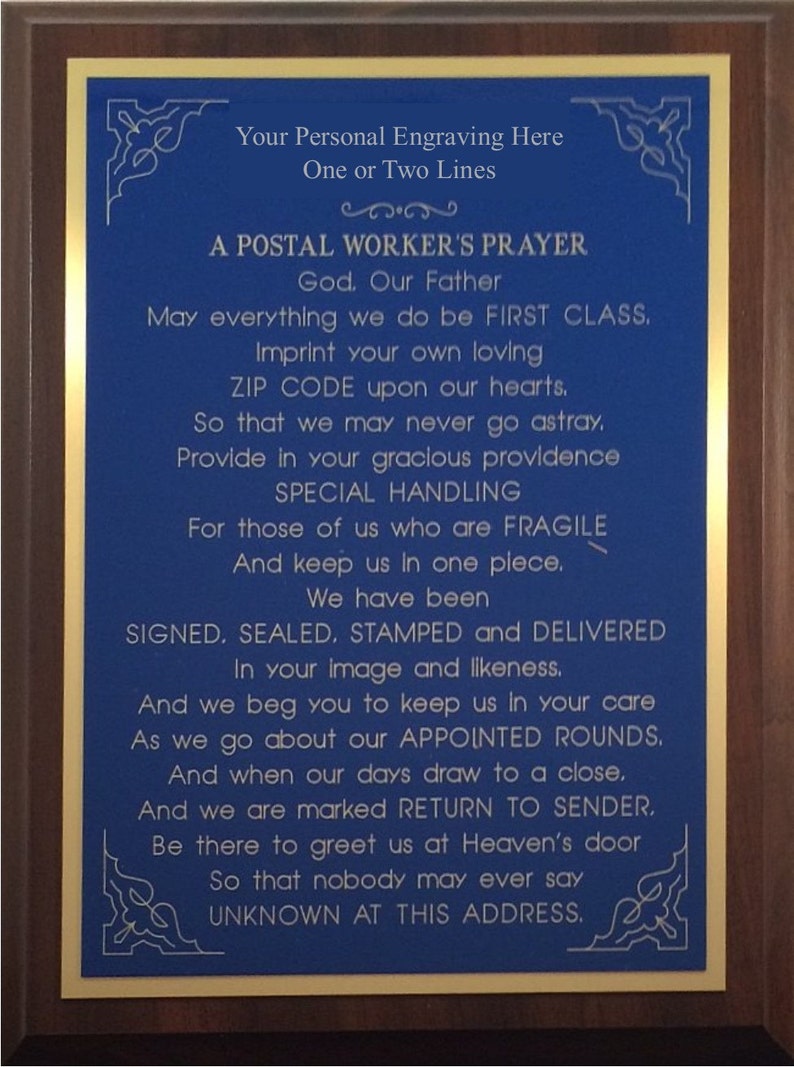 Your Personal Engraving Here
One or Two Lines
A POSTAL WORKER'S PRAYER
God, Our Father
May everything we do be FIRST CLASS,
Imprint your own loving
ZIP CODE upon our hearts,
So that we may never go astray,
Provide in your gracious providence
SPECIAL HANDLING
For those of us who are FRAGILE
And keep us in one piece,
We have been
SIGNED, SEALED, STAMPED and DELIVERED
In your image and likeness,
And we beg you to keep us in your care
As we go about our APPOINTED ROUNDS,
And when our days draw to a close,
And we are marked RETURN TO SENDER,
Be there to greet us at Heaven's door
So that nobody may ever say
UNKNOWN AT THIS ADDRESS.